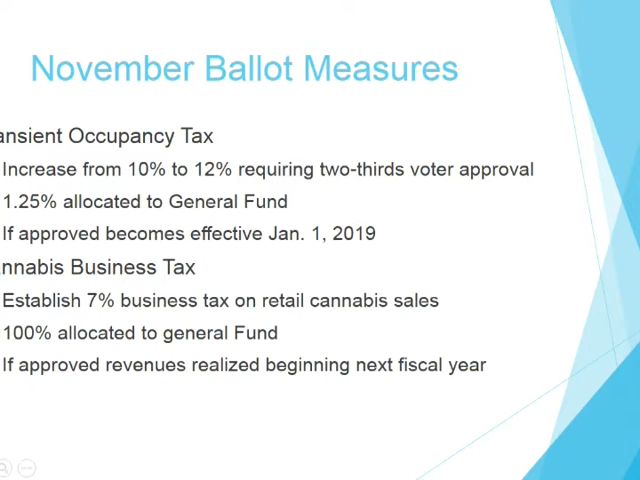 November Ballot Measures
ansient Occupancy Tax
Increase from 10% to 12% requiring two-thirds voter approval
1.25% allocated to General Fund
If approved becomes effective Jan. 1, 2019
nnabis Business Tax
Establish 7% business tax on retail cannabis sales
100% allocated to general Fund
If approved revenues realized beginning next fiscal year